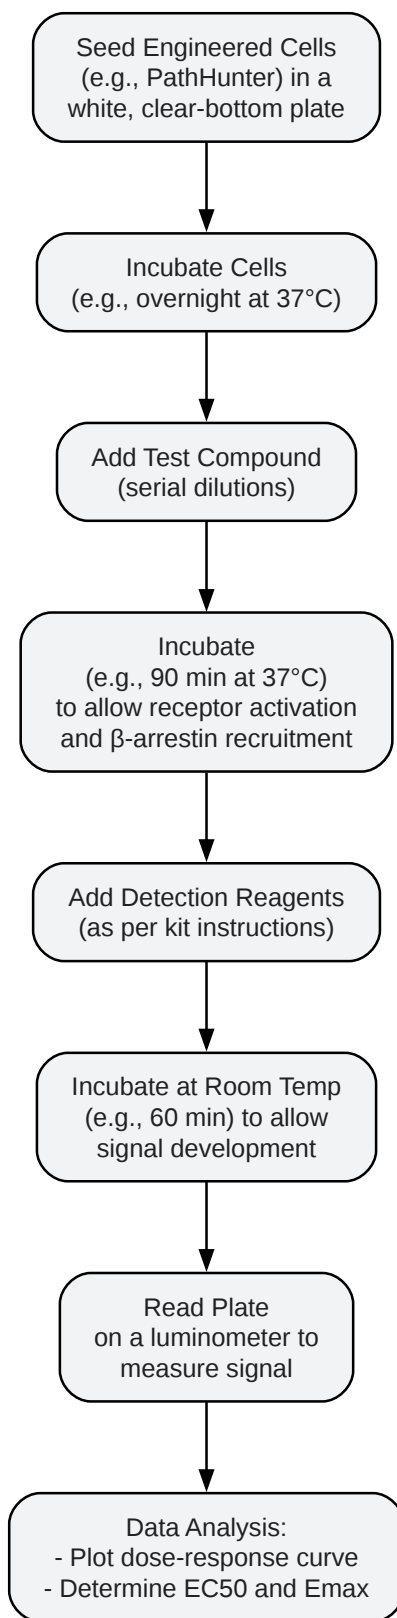 Seed Engineered Cells
(e.g., PathHunter) in a
white, clear-bottom plate
Incubate Cells
(e.g., overnight at 37°C)
Add Test Compound
(serial dilutions)
Incubate
(e.g., 90 min at 37°C)
to allow receptor activation
and β-arrestin recruitment
Add Detection Reagents
(as per kit instructions)
Incubate at Room Temp
(e.g., 60 min) to allow
signal development
Read Plate
on a luminometer to
measure signal
Data Analysis:
- Plot dose-response curve
- Determine EC50 and Emax